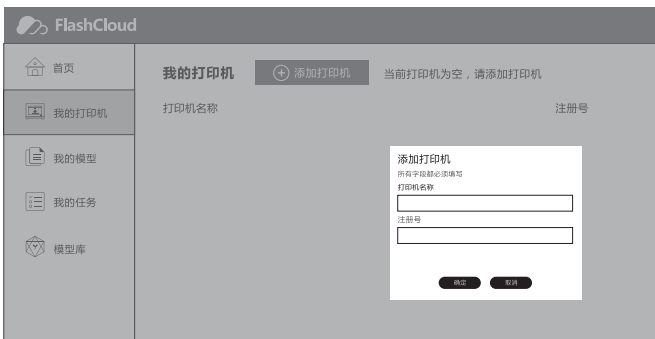 FlashCloud
首页
我的打印机
我的模型
我的任务
模型库
我的打印机 添加打印机 当前打印机为空，请添加打印机
打印机名称 注册号
添加打印机
所有字段都必须填写
打印机名称
注册号
确定 取消